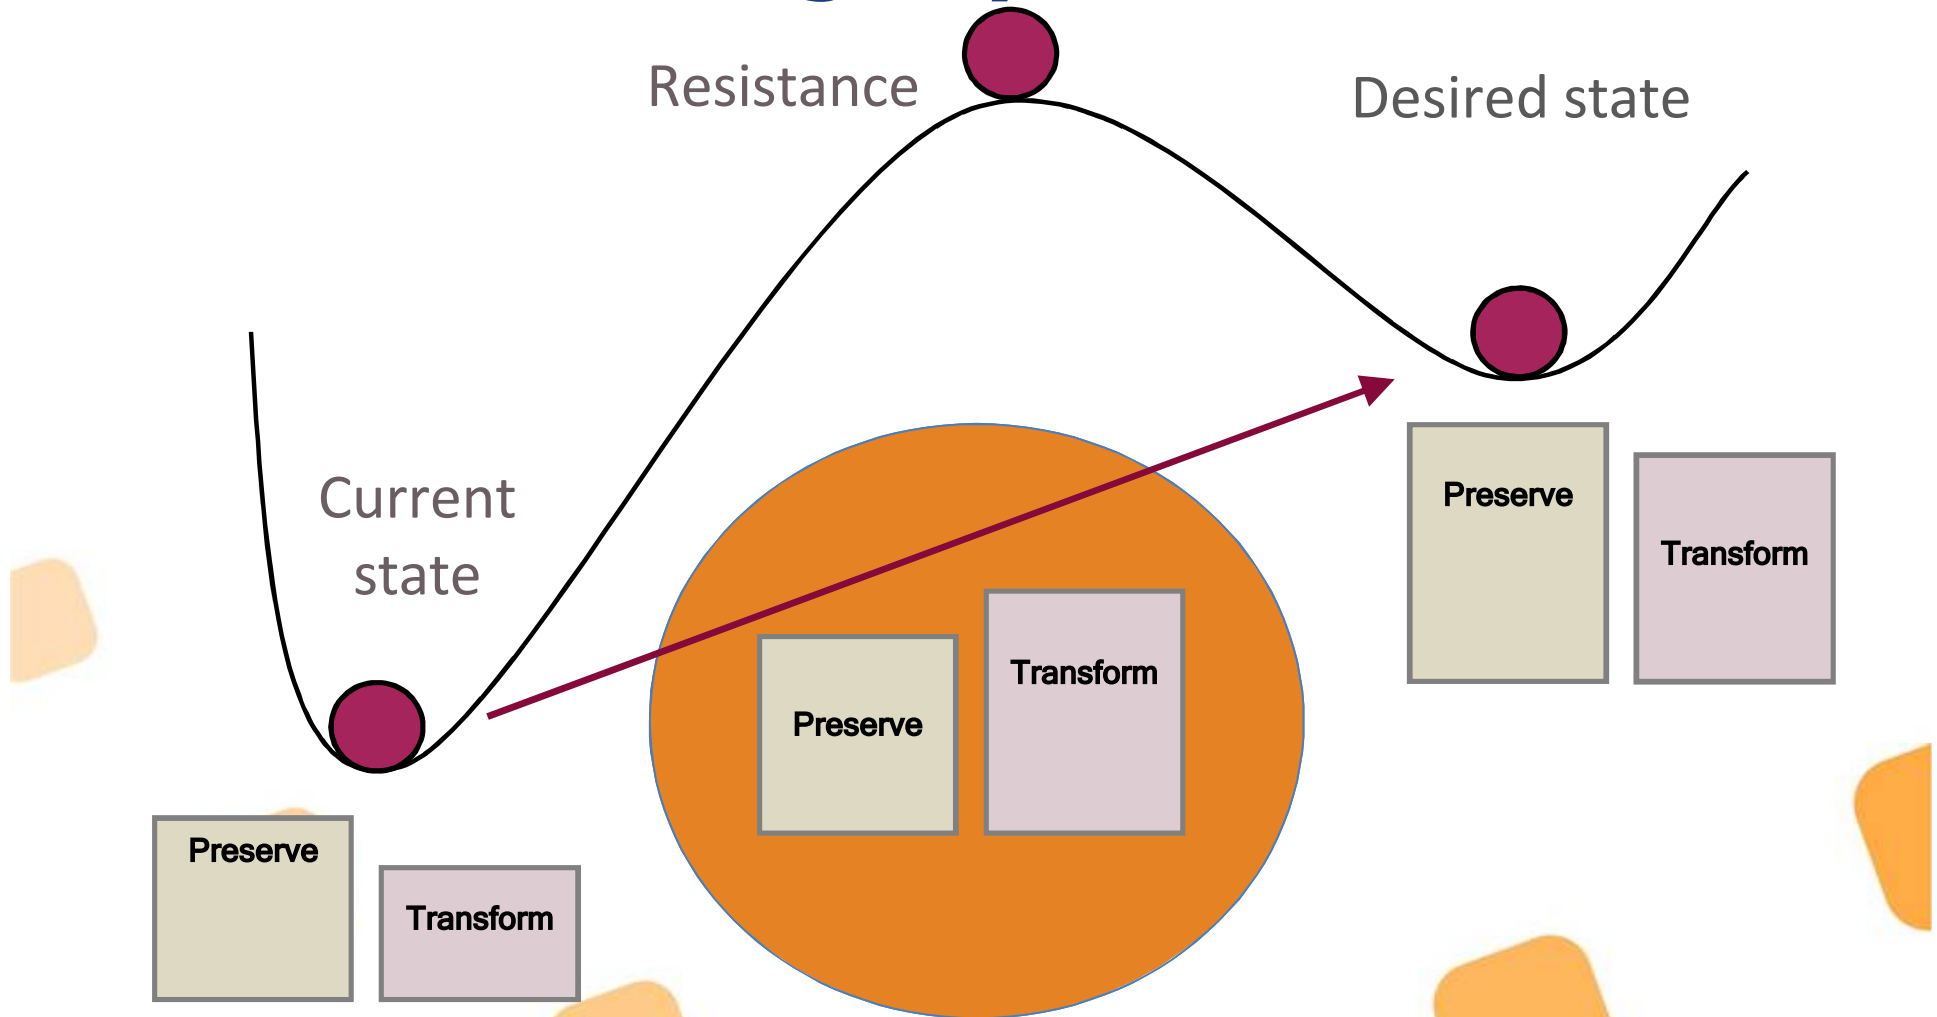 Resistance
Desired state
Current
state
Preserve
Transform
Preserve
Transform
Preserve
Transform